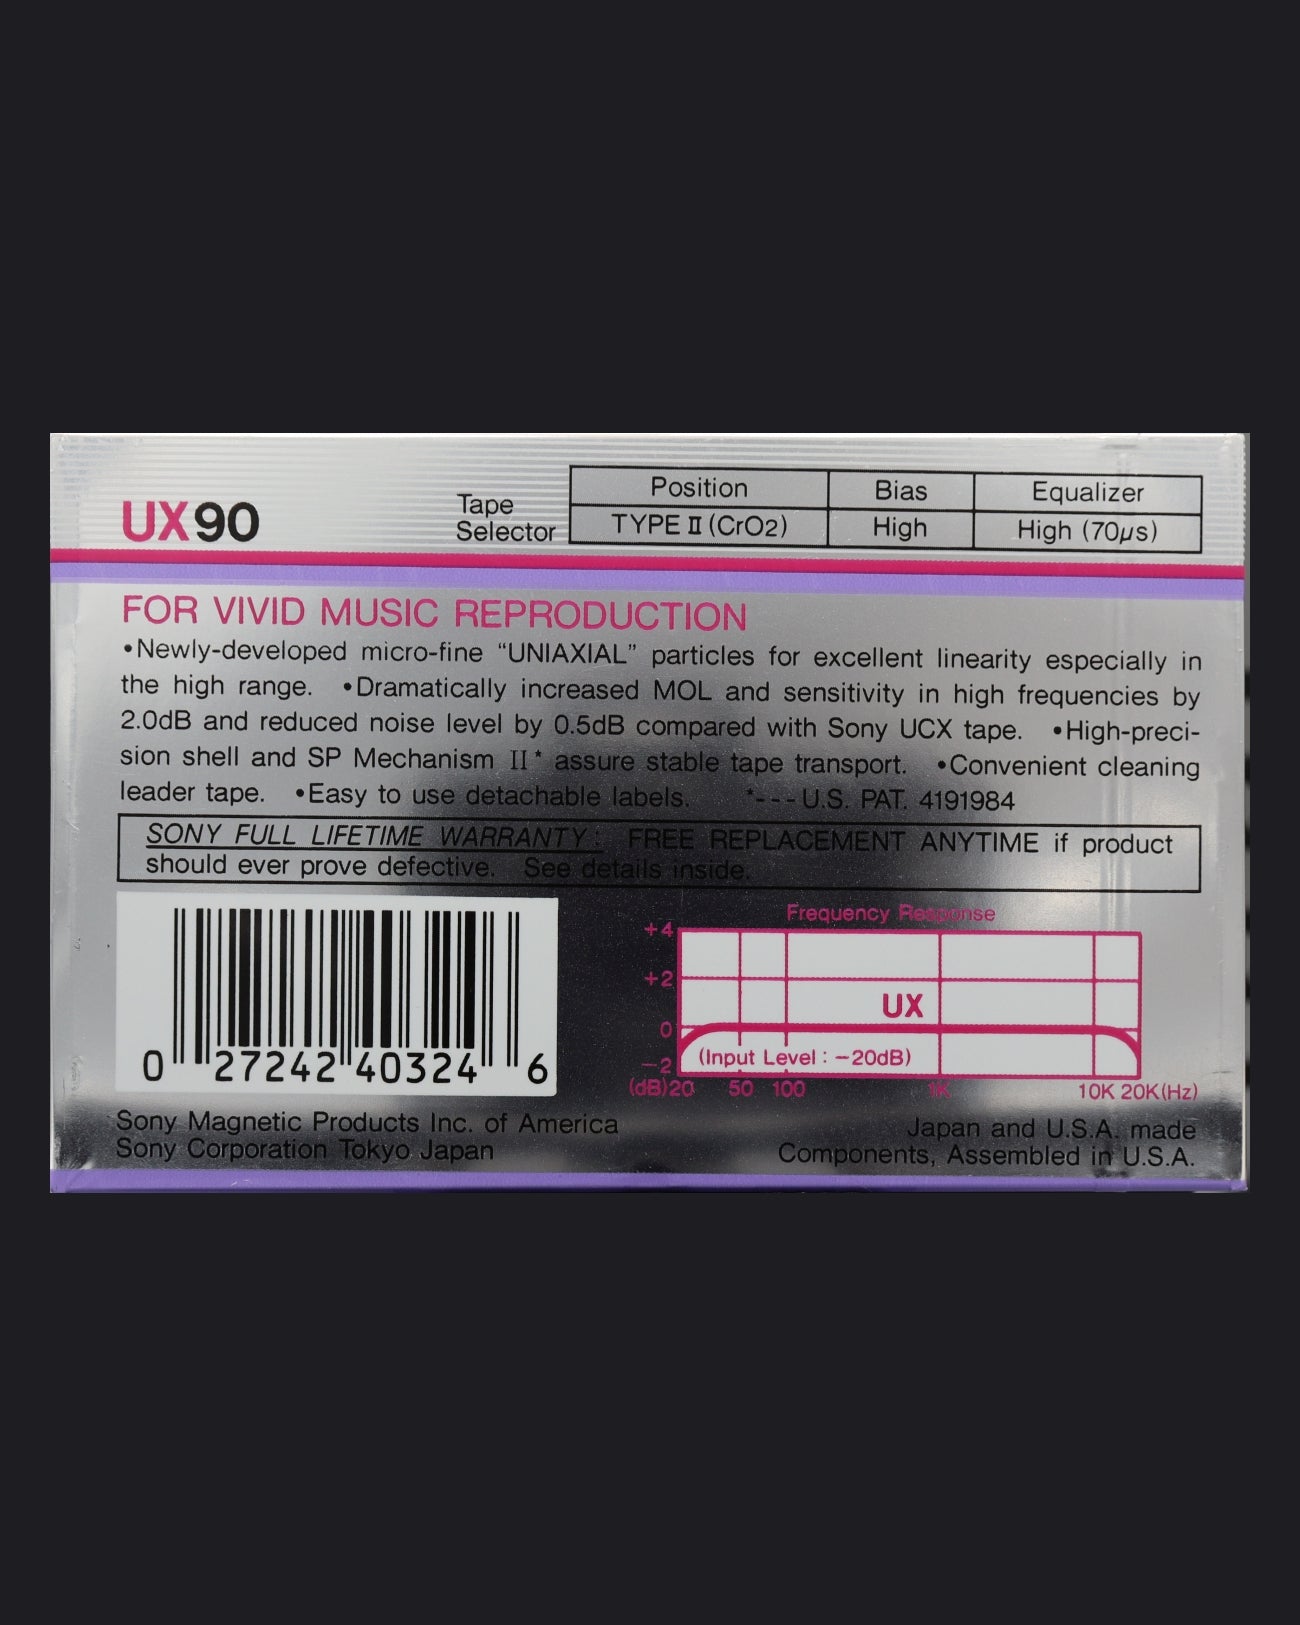 UX90
Tape
Selector
Position Bias Equalizer
TYPE II (CrO2) High High (70μs)
FOR VIVID MUSIC REPRODUCTION
•Newly-developed micro-fine “UNIAXIAL” particles for excellent linearity especially in
the high range. •Dramatically increased MOL and sensitivity in high frequencies by
2.0dB and reduced noise level by 0.5dB compared with Sony UCX tape. •High-preci-
sion shell and SP Mechanism II* assure stable tape transport. •Convenient cleaning
leader tape. •Easy to use detachable labels. *---U.S. PAT. 4191984
SONY FULL LIFETIME WARRANTY: FREE REPLACEMENT ANYTIME if product
should ever prove defective. See details inside.
0 27242 40324 6
Frequency Response
+4
+2
UX
0
(Input Level : −20dB)
−2
(dB)20 50 100 1K 10K 20K(Hz)
Sony Magnetic Products Inc. of America
Sony Corporation Tokyo Japan
Japan and U.S.A. made
Components, Assembled in U.S.A.